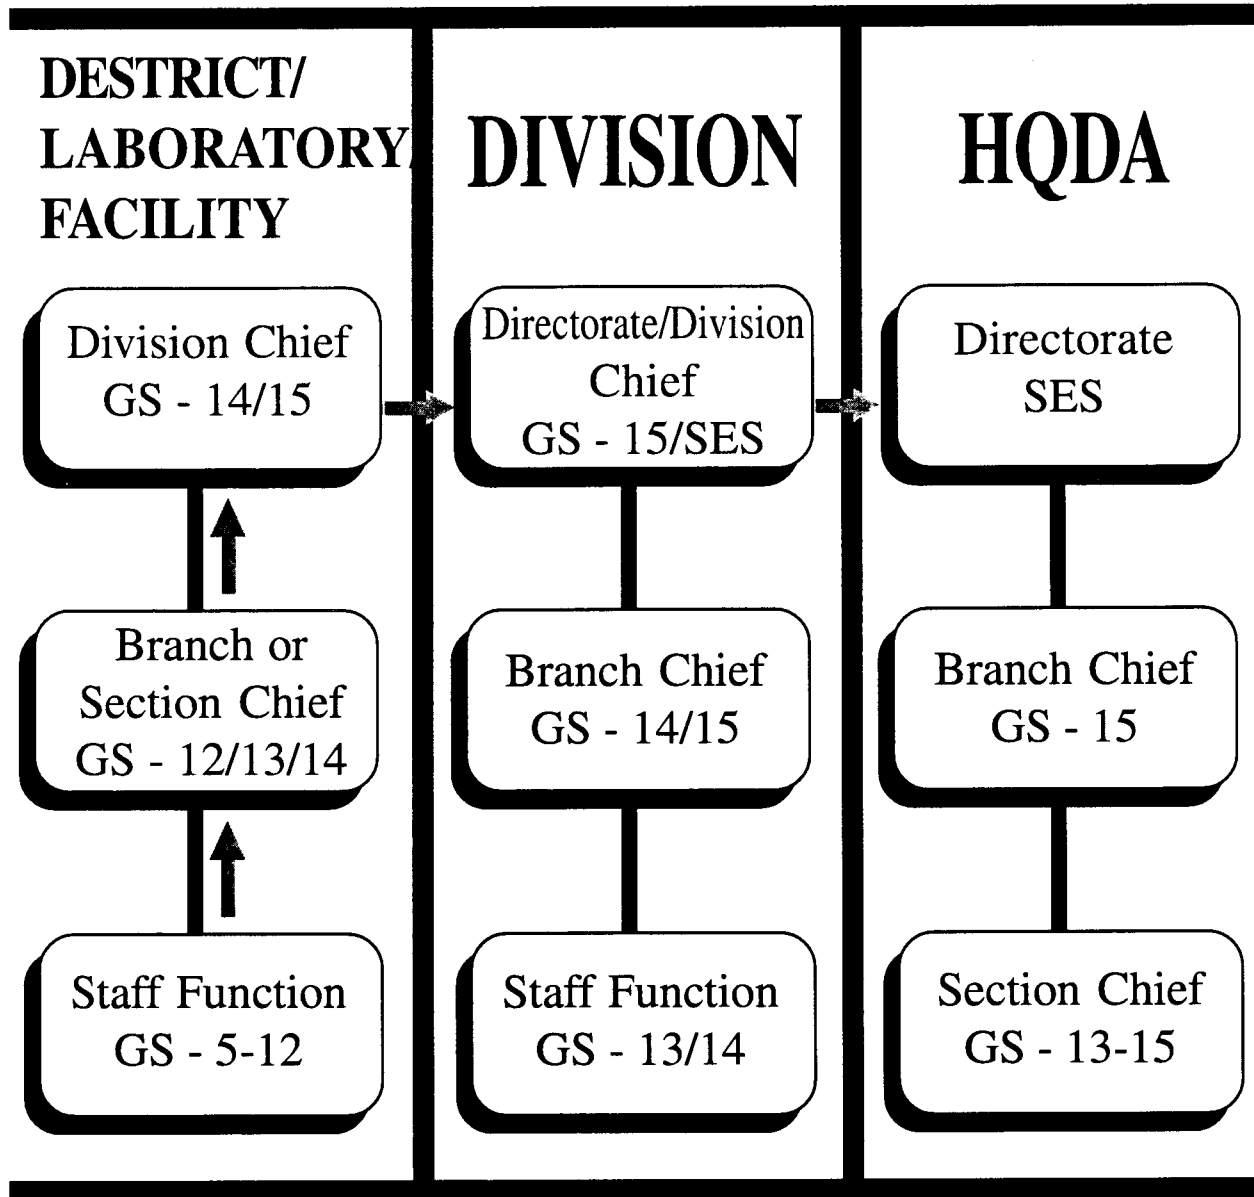 DESTRICT/
LABORATORY/
FACILITY
DIVISION
HQDA
Division Chief
GS - 14/15
Directorate/Division
Chief
GS - 15/SES
Directorate
SES
Branch or
Section Chief
GS - 12/13/14
Branch Chief
GS - 14/15
Branch Chief
GS - 15
Staff Function
GS - 5-12
Staff Function
GS - 13/14
Section Chief
GS - 13-15